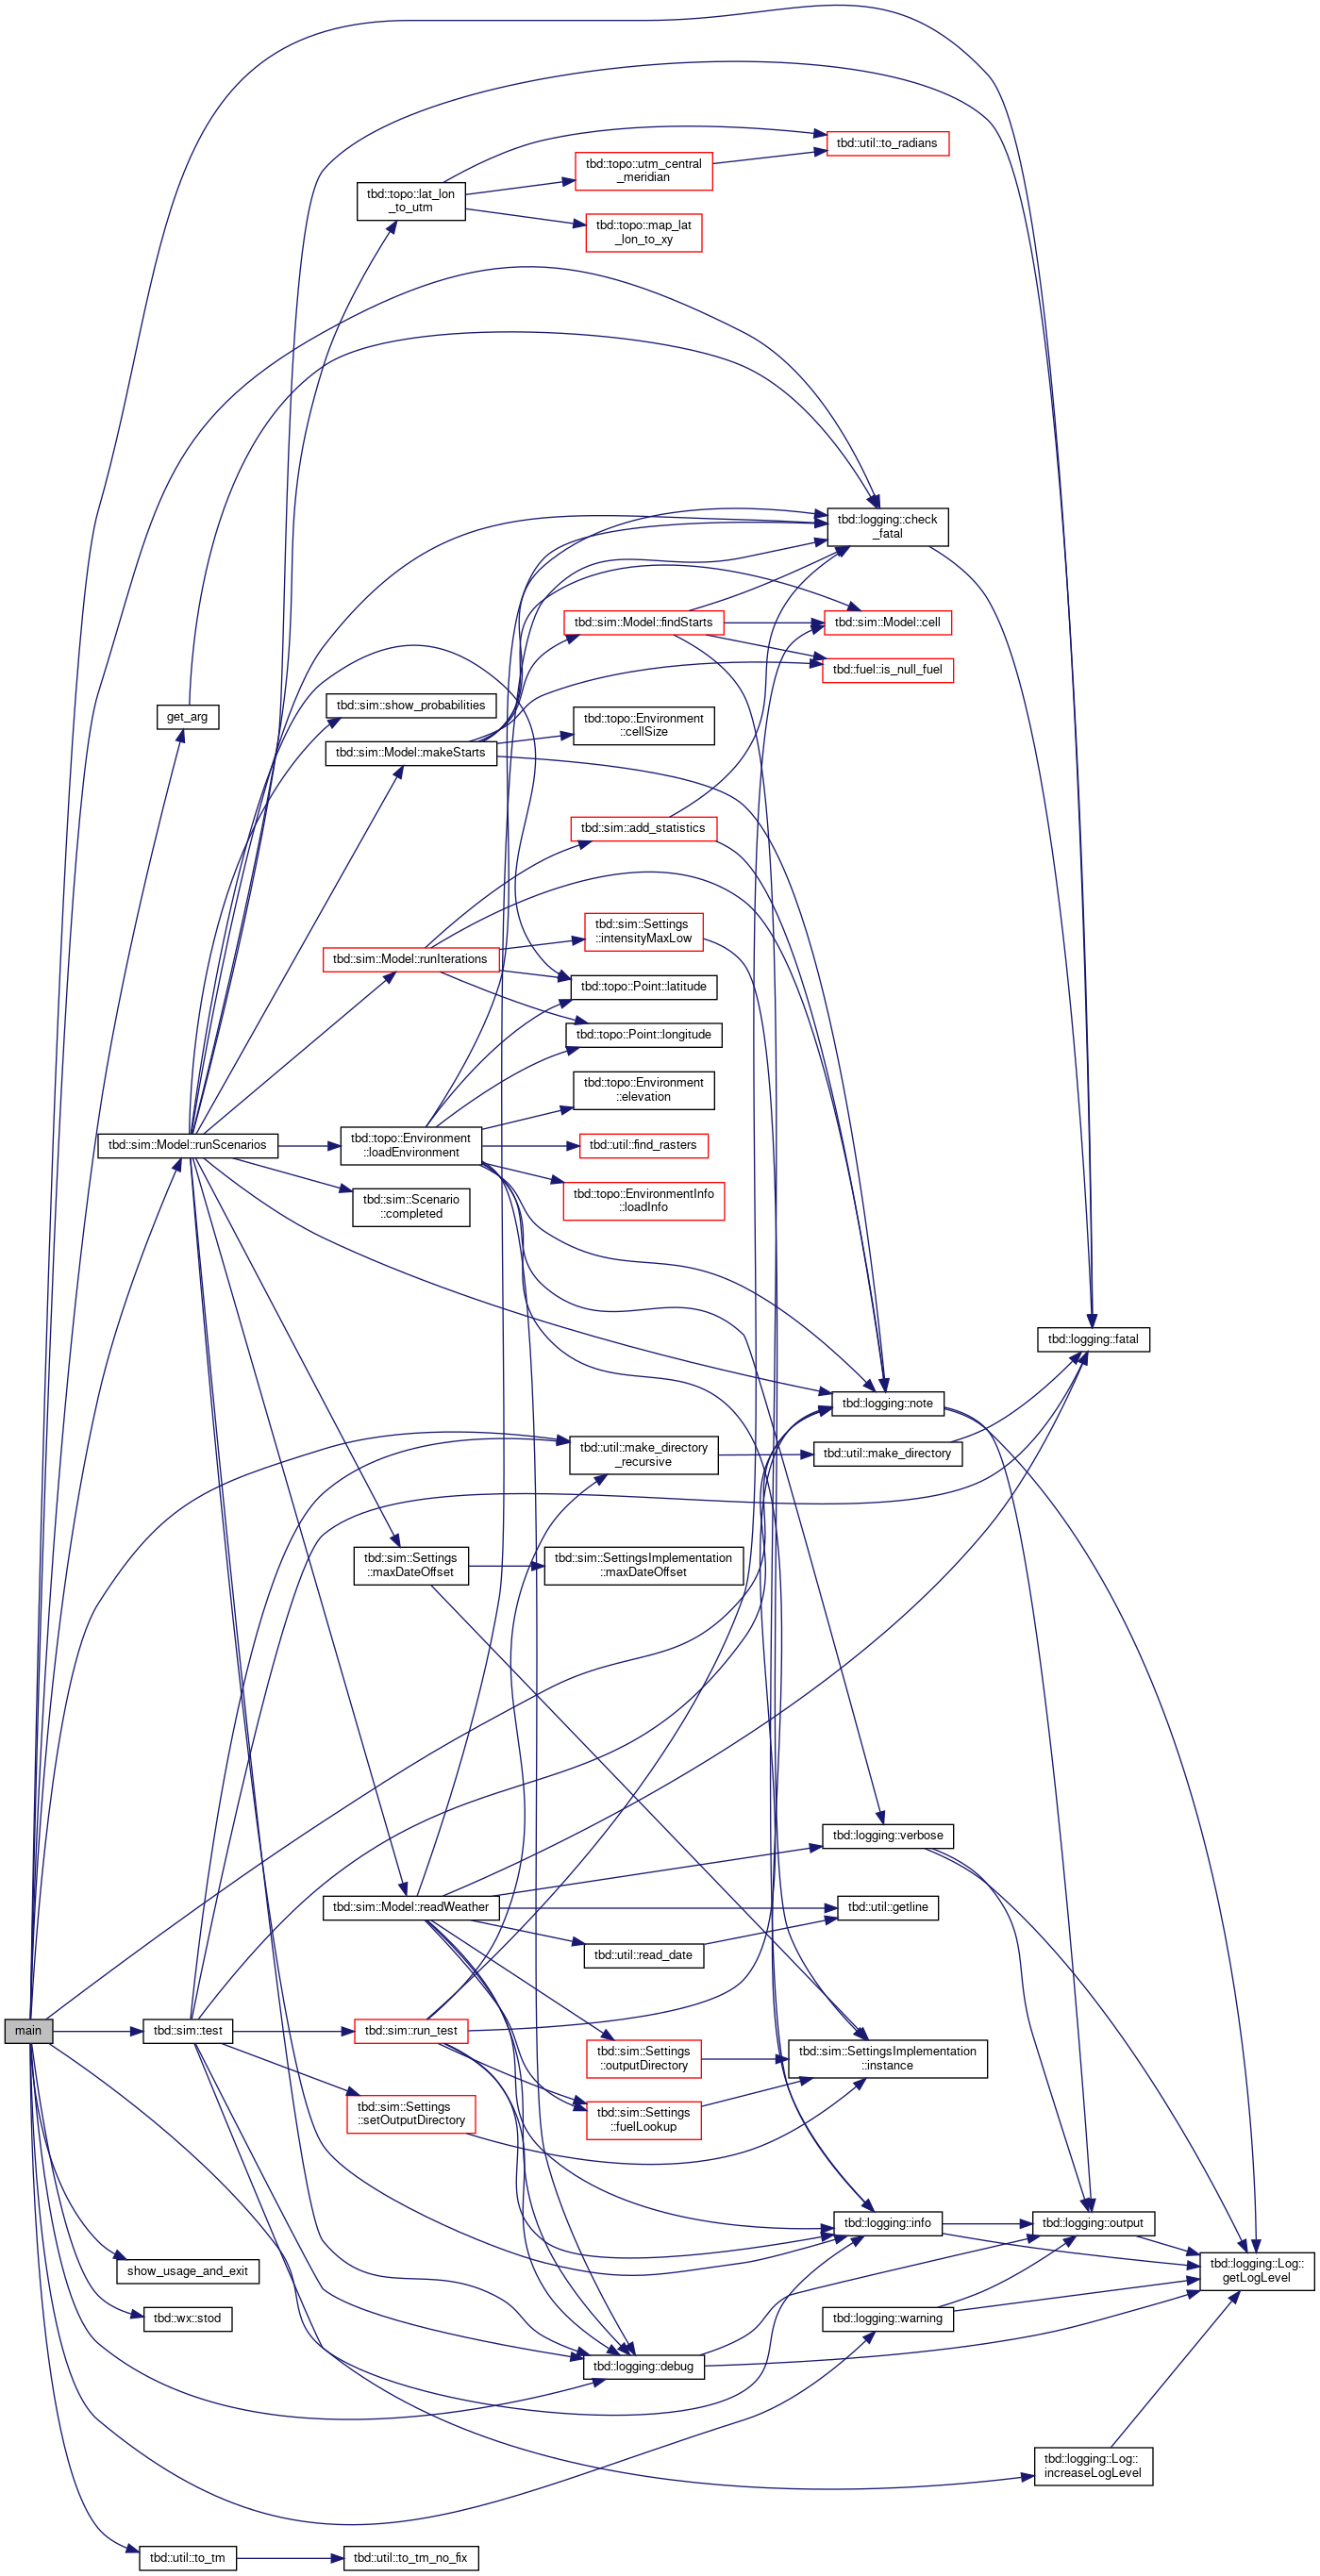 tbd::util::to_radians
tbd::topo::utm_central
_meridian
tbd::topo::lat_lon
_to_utm
tbd::topo::map_lat
_lon_to_xy
tbd::logging::check
_fatal
tbd::sim::Model::findStarts
tbd::sim::Model::cell
tbd::fuel::is_null_fuel
tbd::sim::show_probabilities
get_arg
tbd::topo::Environment
::cellSize
tbd::sim::Model::makeStarts
tbd::sim::add_statistics
tbd::sim::Settings
::intensityMaxLow
tbd::sim::Model::runIterations
tbd::topo::Point::latitude
tbd::topo::Point::longitude
tbd::topo::Environment
::elevation
tbd::sim::Model::runScenarios
tbd::topo::Environment
::loadEnvironment
tbd::util::find_rasters
tbd::topo::EnvironmentInfo
::loadInfo
tbd::sim::Scenario
::completed
tbd::logging::fatal
tbd::logging::note
tbd::util::make_directory
_recursive
tbd::util::make_directory
tbd::sim::Settings
::maxDateOffset
tbd::sim::SettingsImplementation
::maxDateOffset
tbd::logging::verbose
tbd::sim::Model::readWeather
tbd::util::getline
tbd::util::read_date
main
tbd::sim::test
tbd::sim::run_test
tbd::sim::Settings
::outputDirectory
tbd::sim::SettingsImplementation
::instance
tbd::sim::Settings
::setOutputDirectory
tbd::sim::Settings
::fuelLookup
tbd::logging::info
tbd::logging::output
show_usage_and_exit
tbd::logging::Log::
getLogLevel
tbd::wx::stod
tbd::logging::warning
tbd::logging::debug
tbd::logging::Log::
increaseLogLevel
tbd::util::to_tm
tbd::util::to_tm_no_fix